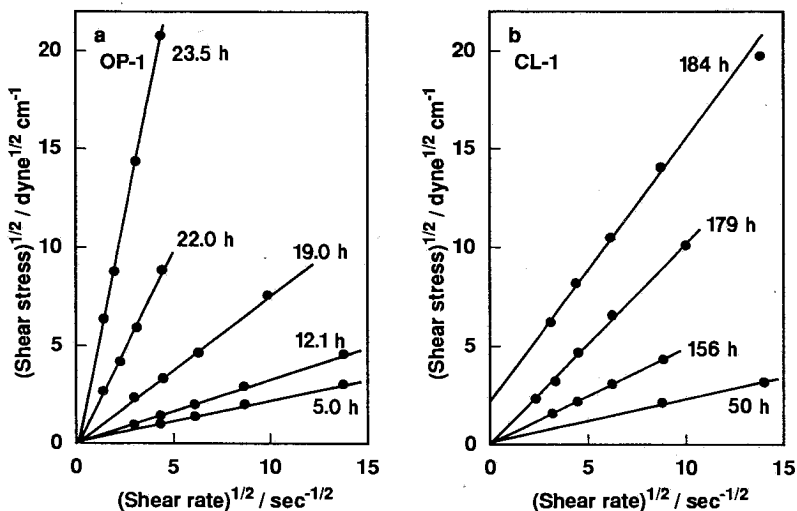 a
OP-1
23.5 h
22.0 h
19.0 h
12.1 h
5.0 h
20
15
10
5
0
0
5
10
15
(Shear stress)1/2 / dyne1/2 cm-1
(Shear rate)1/2 / sec-1/2
b
CL-1
184 h
179 h
156 h
50 h
20
15
10
5
0
0
5
10
15
(Shear stress)1/2 / dyne1/2 cm-1
(Shear rate)1/2 / sec-1/2